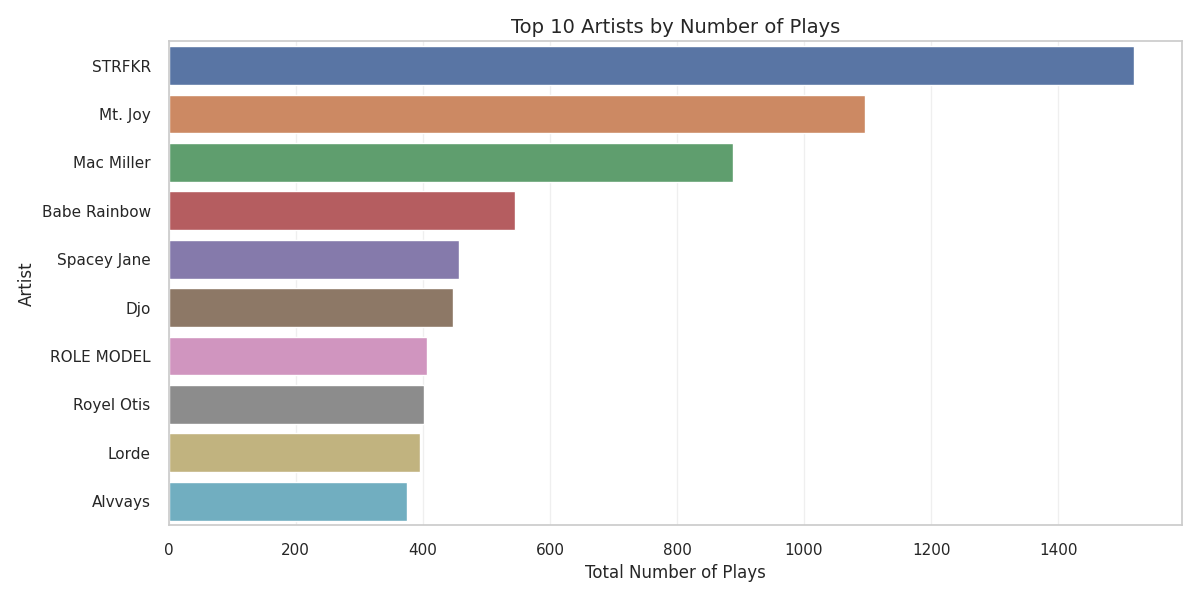 Top 10 Artists by Number of Plays
STRFKR
Mt. Joy
Mac Miller
Babe Rainbow
Spacey Jane
Djo
ROLE MODEL
Royel Otis
Lorde
Alvvays
Artist
0 200 400 600 800 1000 1200 1400
Total Number of Plays